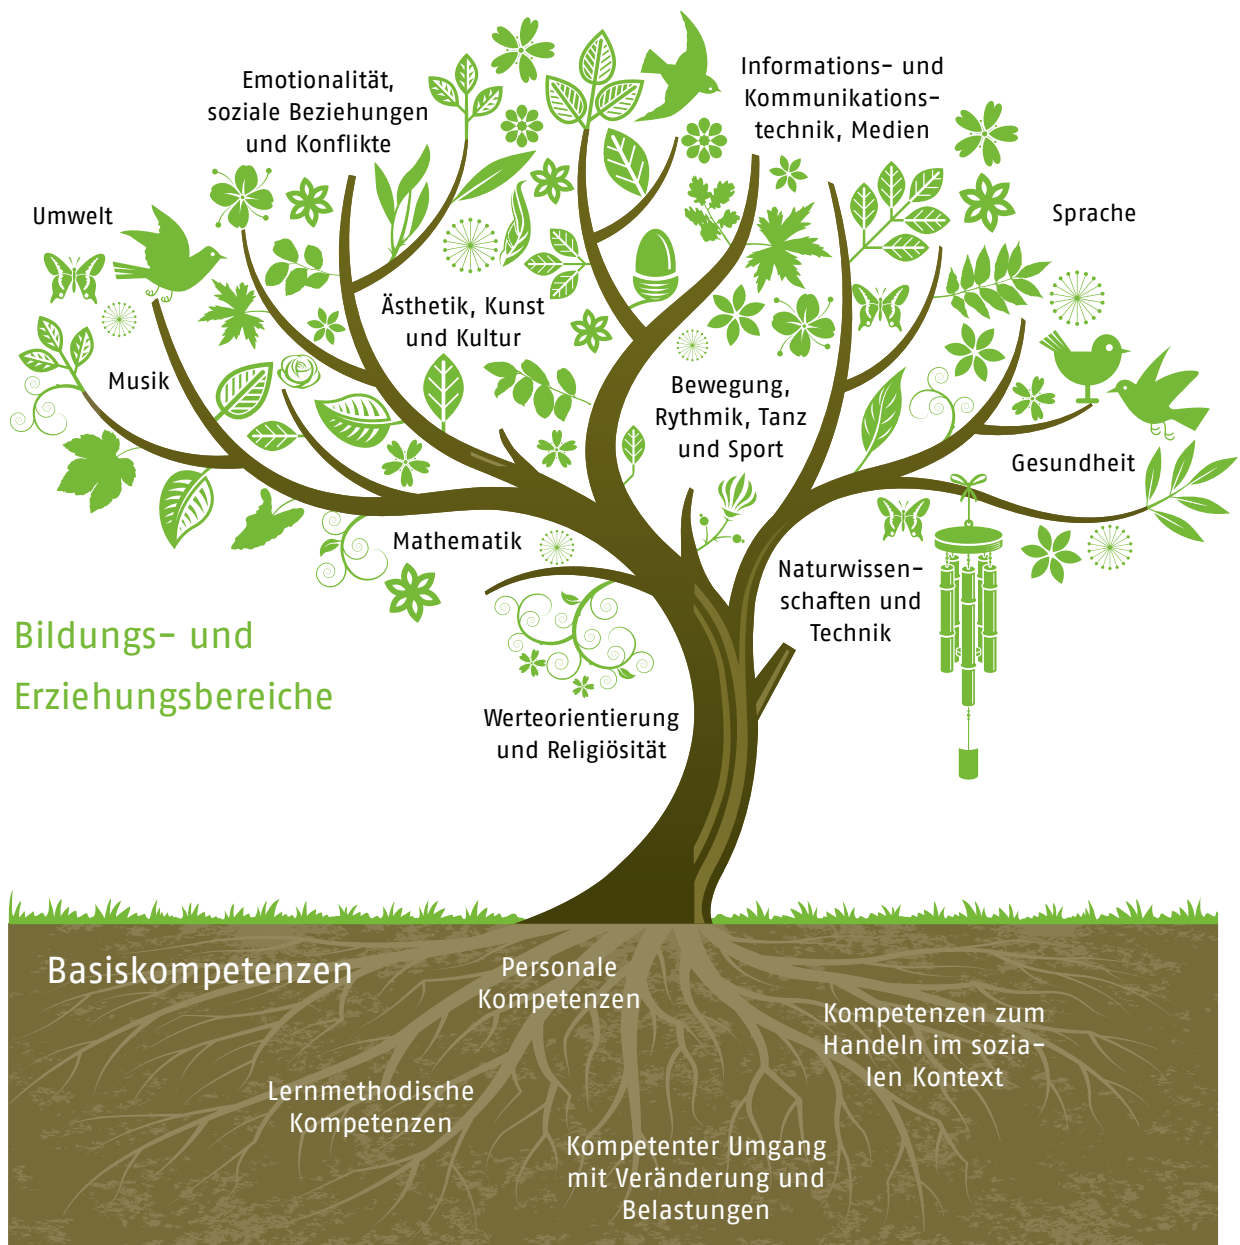 Emotionalität,
soziale Beziehungen
und Konflikte
Informations- und
Kommunikations-
technik, Medien
Umwelt
Sprache
Ästhetik, Kunst
und Kultur
Musik
Bewegung,
Rythmik, Tanz
und Sport
Gesundheit
Mathematik
Naturwissen-
schaften und
Technik
Bildungs- und
Erziehungsbereiche
Werteorientierung
und Religiösität
Basiskompetenzen
Personale
Kompetenzen
Kompetenzen zum
Handeln im sozia-
len Kontext
Lernmethodische
Kompetenzen
Kompetenter Umgang
mit Veränderung und
Belastungen